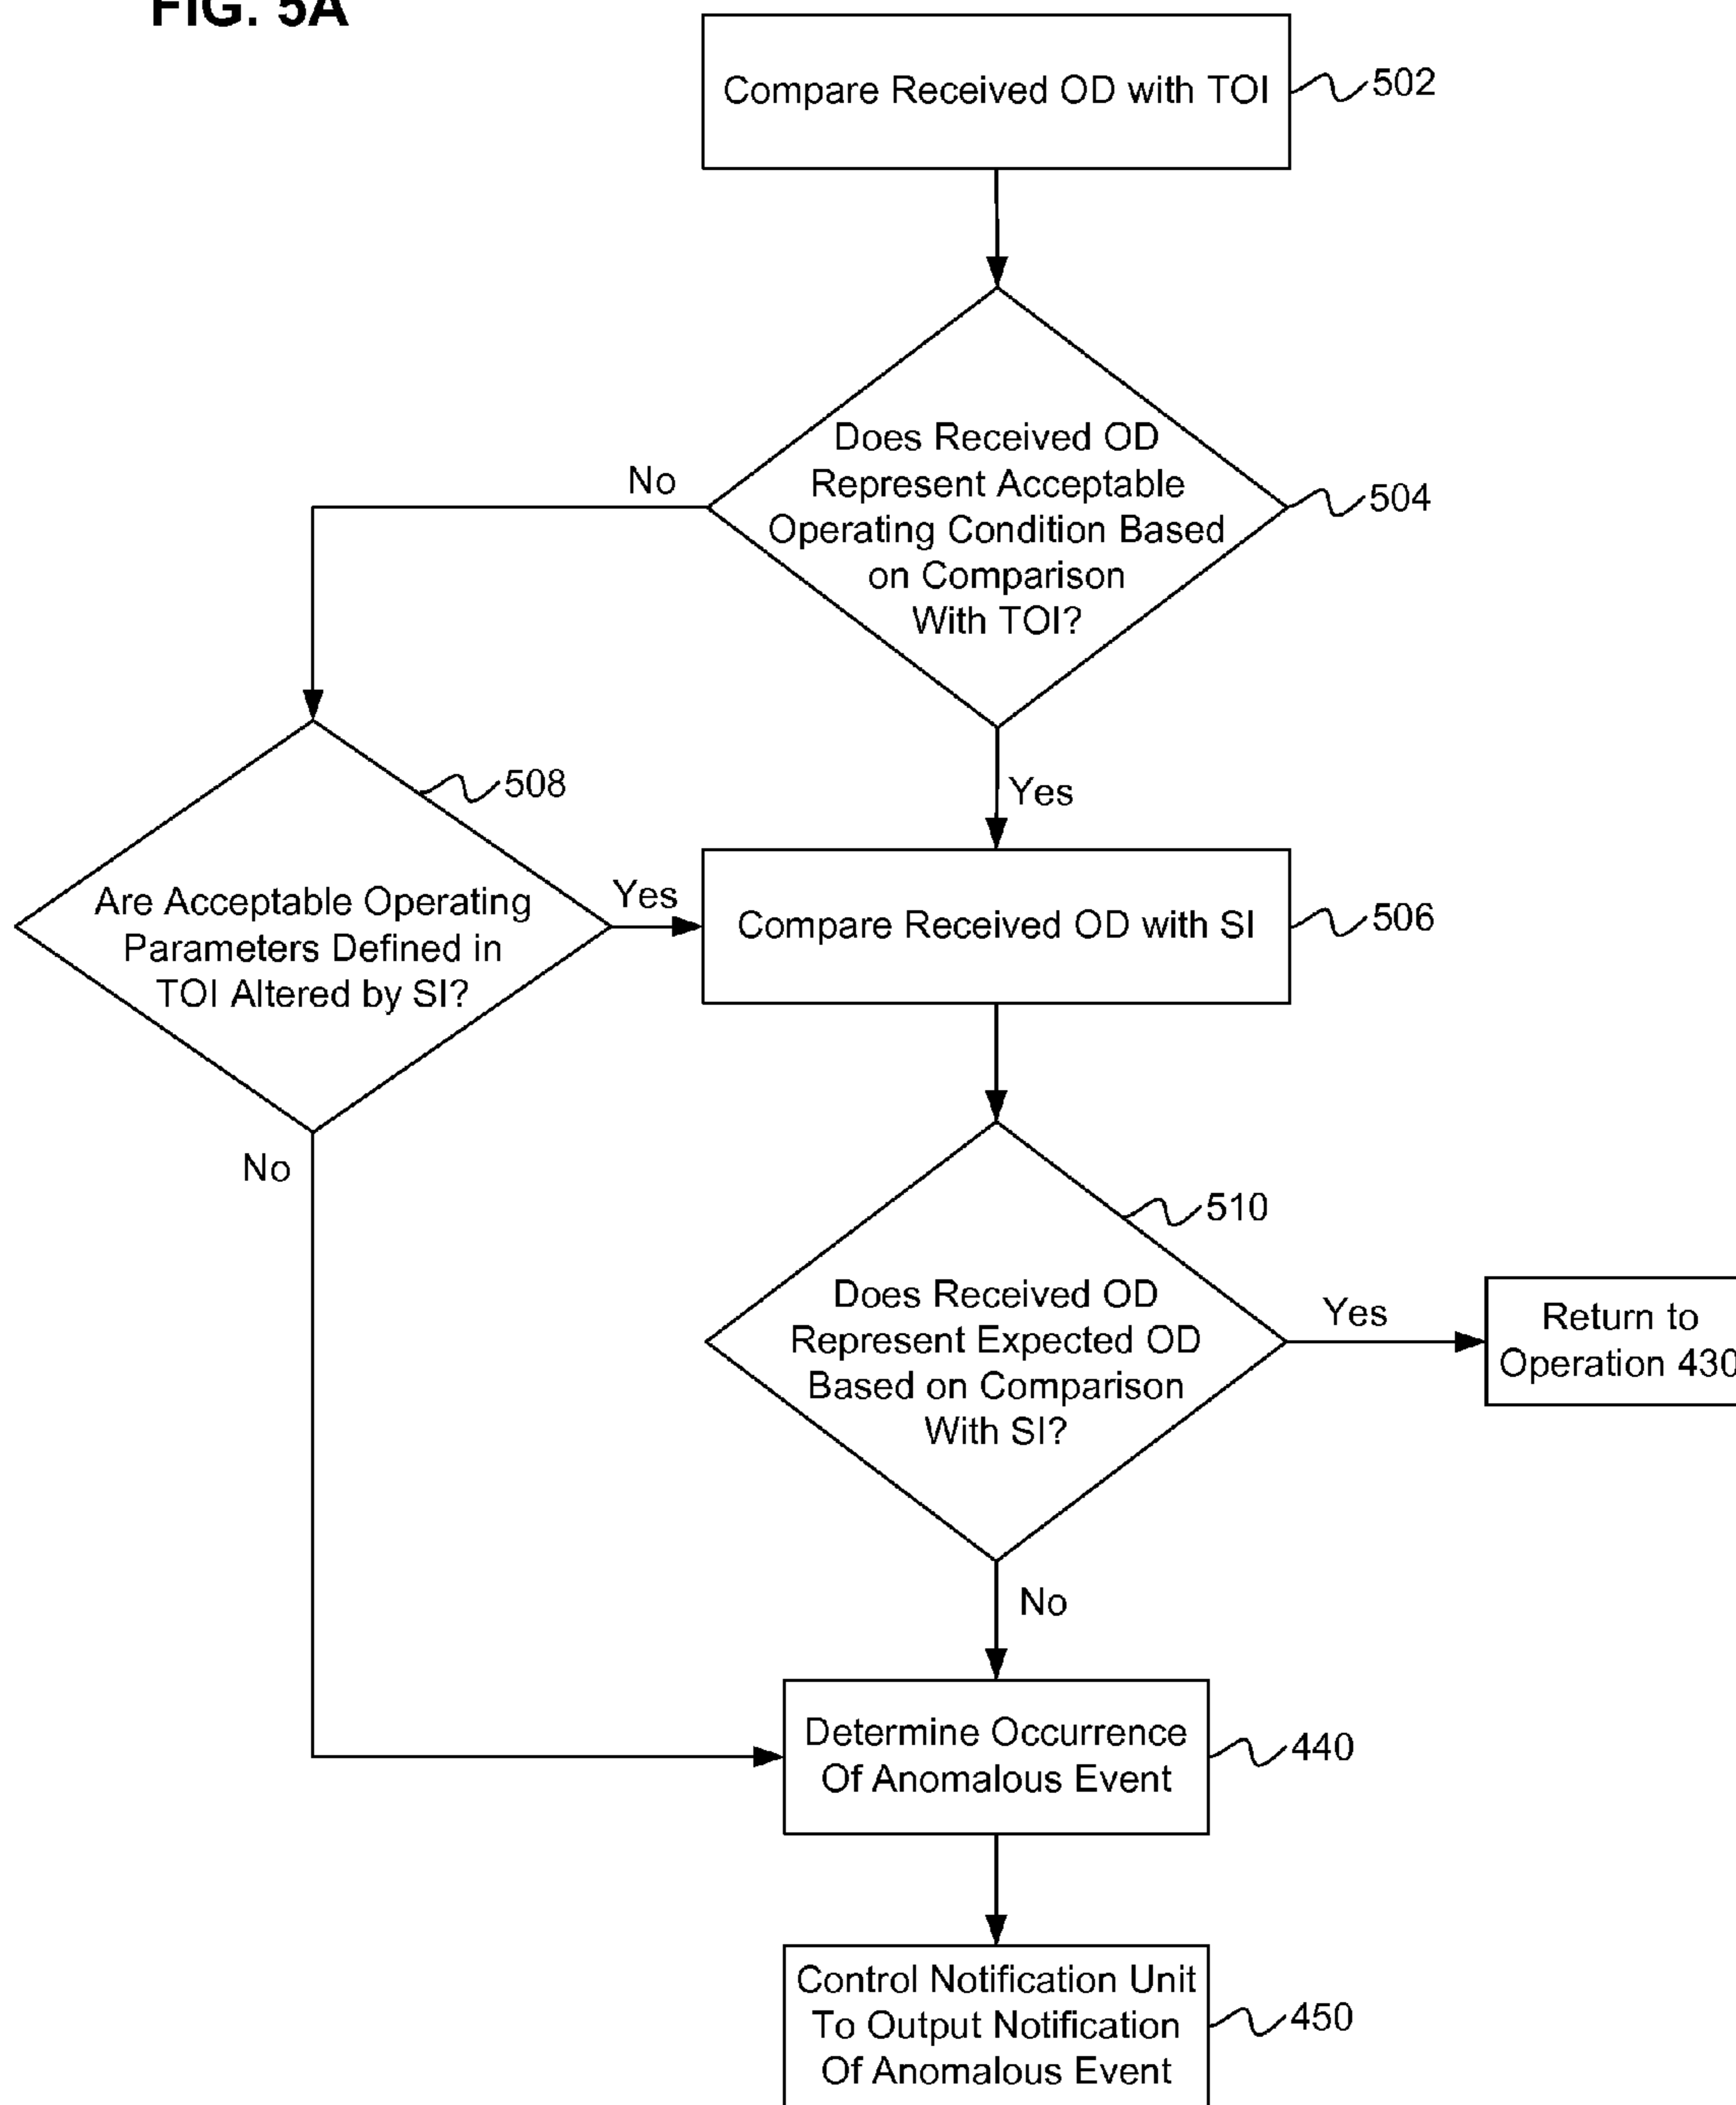 FIG. 5A
Compare Received OD with TOI
502
Does Received OD
Represent Acceptable
Operating Condition Based
on Comparison
With TOI?
504
No
Yes
508
Are Acceptable Operating
Parameters Defined in
TOI Altered by SI?
Yes
Compare Received OD with SI
506
No
510
Does Received OD
Represent Expected OD
Based on Comparison
With SI?
Yes
Return to
Operation 430
No
Determine Occurrence
Of Anomalous Event
440
Control Notification Unit
To Output Notification
Of Anomalous Event
450